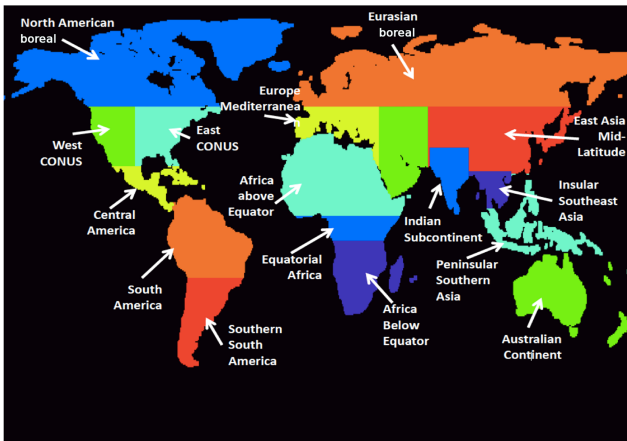 North American
boreal
Eurasian
boreal
Europe
Mediterranea
n
West
CONUS
East
CONUS
East Asia
Mid-
Latitude
Central
America
Africa
above
Equator
Indian
Subcontinent
Insular
Southeast
Asia
South
America
Equatorial
Africa
Peninsular
Southern
Asia
Southern
South
America
Africa
Below
Equator
Australian
Continent